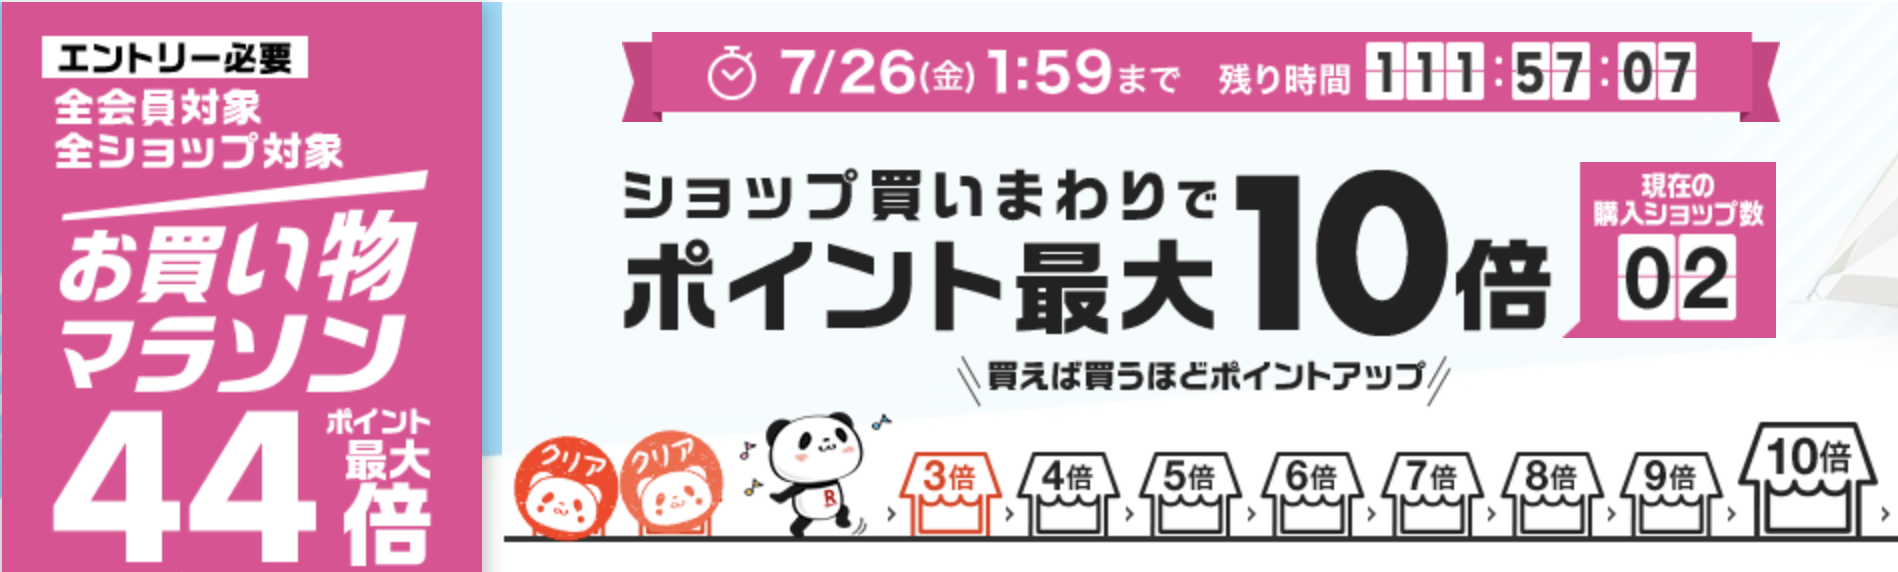 エントリー必要
全会員対象
全ショップ対象
お買い物
マラソン
44
ポイント
最大
倍
7/26(金)1:59まで 残り時間 111:57:07
ショップ買いまわりで
ポイント最大10倍
現在の
購入ショップ数
02
買えば買うほどポイントアップ
クリア
クリア
R
3倍
4倍
5倍
6倍
7倍
8倍
9倍
10倍